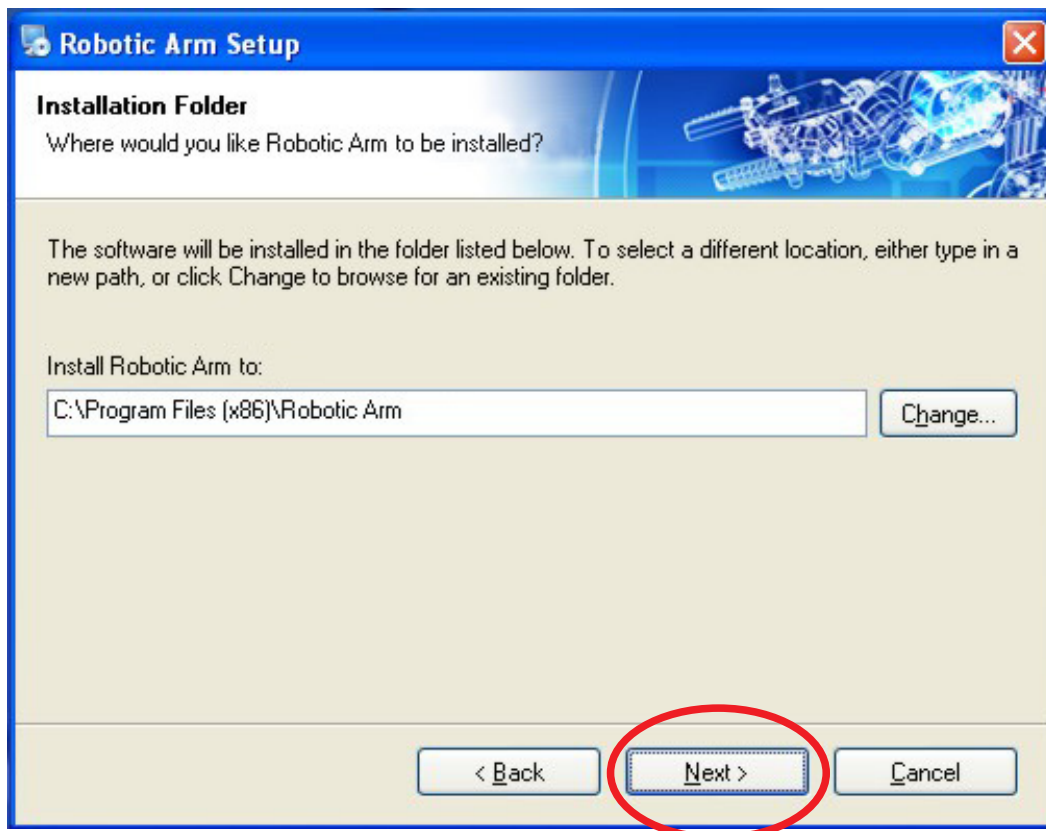 Robotic Arm Setup
Installation Folder
Where would you like Robotic Arm to be installed?
The software will be installed in the folder listed below. To select a different location, either type in a
new path, or click Change to browse for an existing folder.
Install Robotic Arm to:
C:\Program Files (x86)\Robotic Arm
Change...
< Back
Next >
Cancel